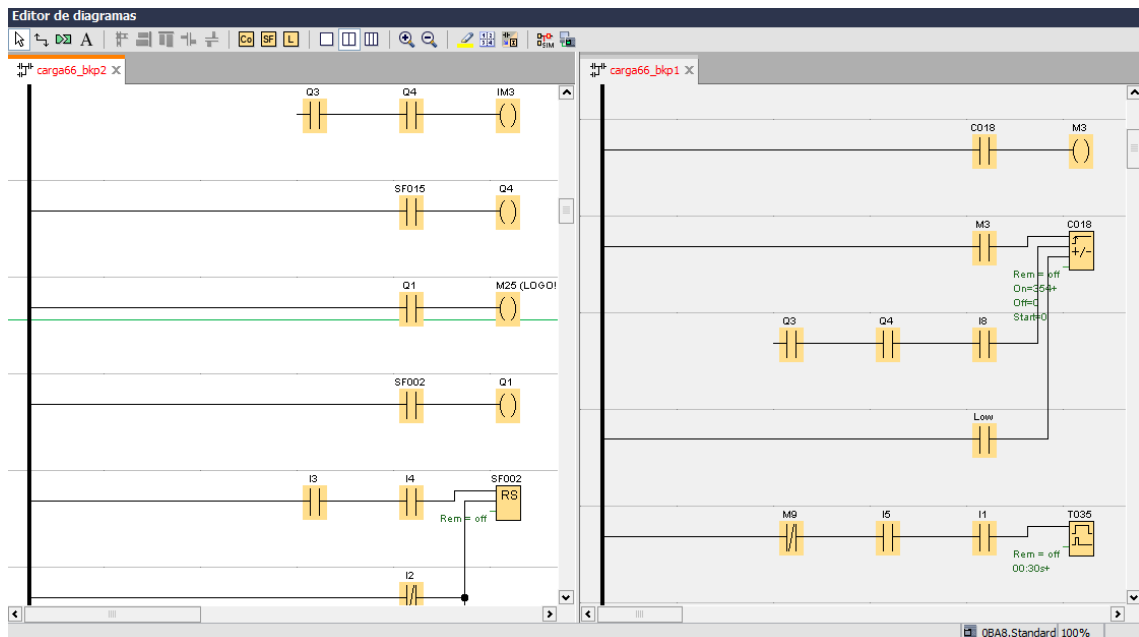 Editor de diagramas
A Co SF L SIM
carga66_bkp2 X
Q3 Q4 IM3
SF015 Q4
Q1 M25 (LOGO!
SF002 Q1
I3 I4 SF002
RS
Rem = off
I2
carga66_bkp1 X
C018 M3
M3 C018
+/-
Rem = off
On=354+
Off=0
Start=0
Q3 Q4 I8
Low
M9 I5 I1 T035
Rem = off
00:30s+
0BA8.Standard 100%